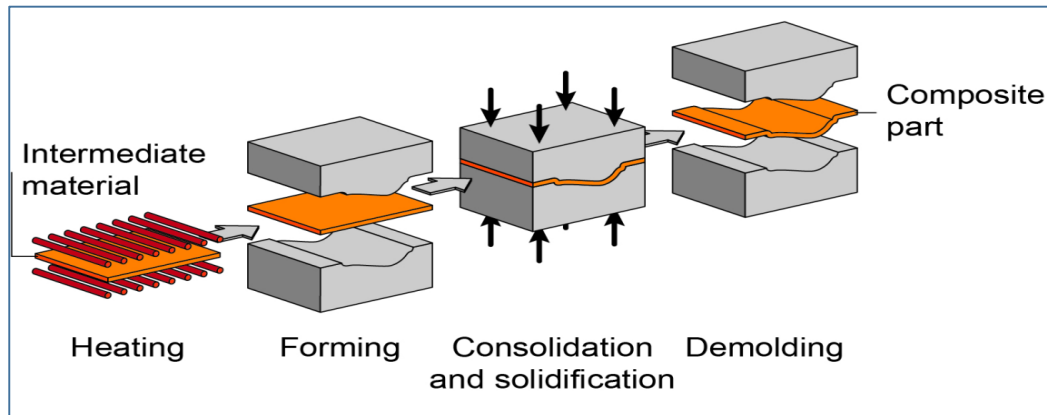 Intermediate
material
Composite
part
Heating
Forming
Consolidation
and solidification
Demolding